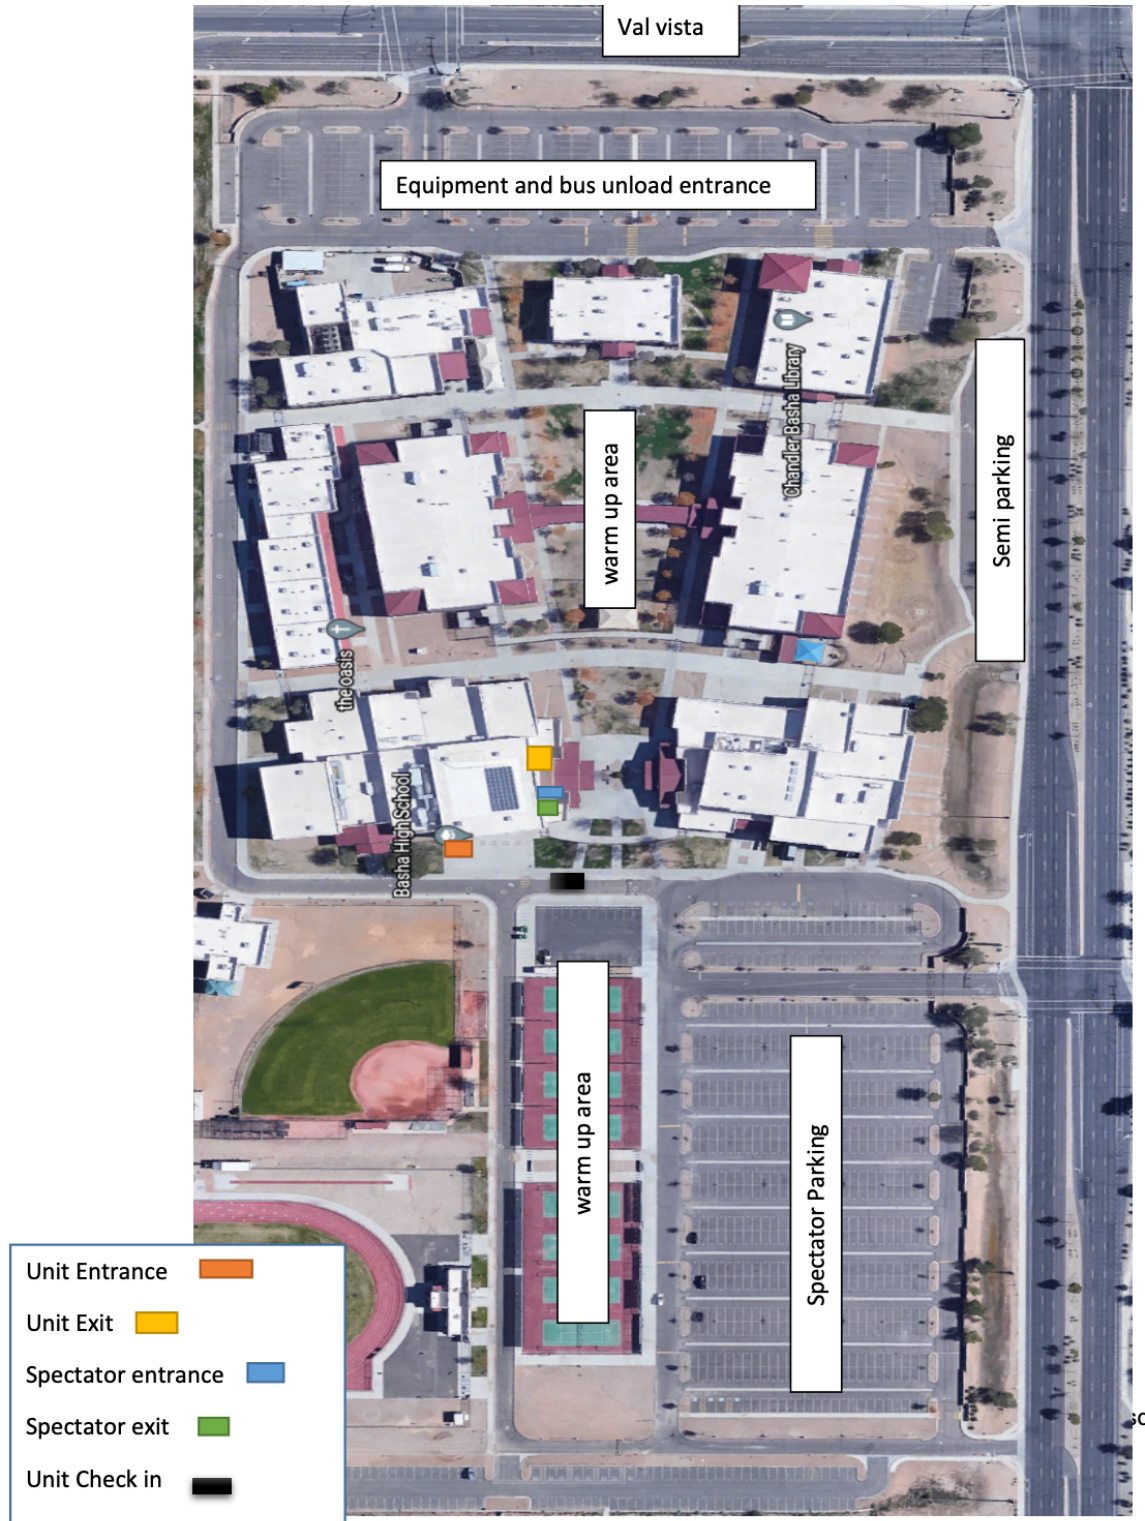 Val vista
Equipment and bus unload entrance
Chandler Basha Library
Semi parking
warm up area
the oasis
Basha High School
warm up area
Spectator Parking
Unit Entrance
Unit Exit
Spectator entrance
Spectator exit
Unit Check in